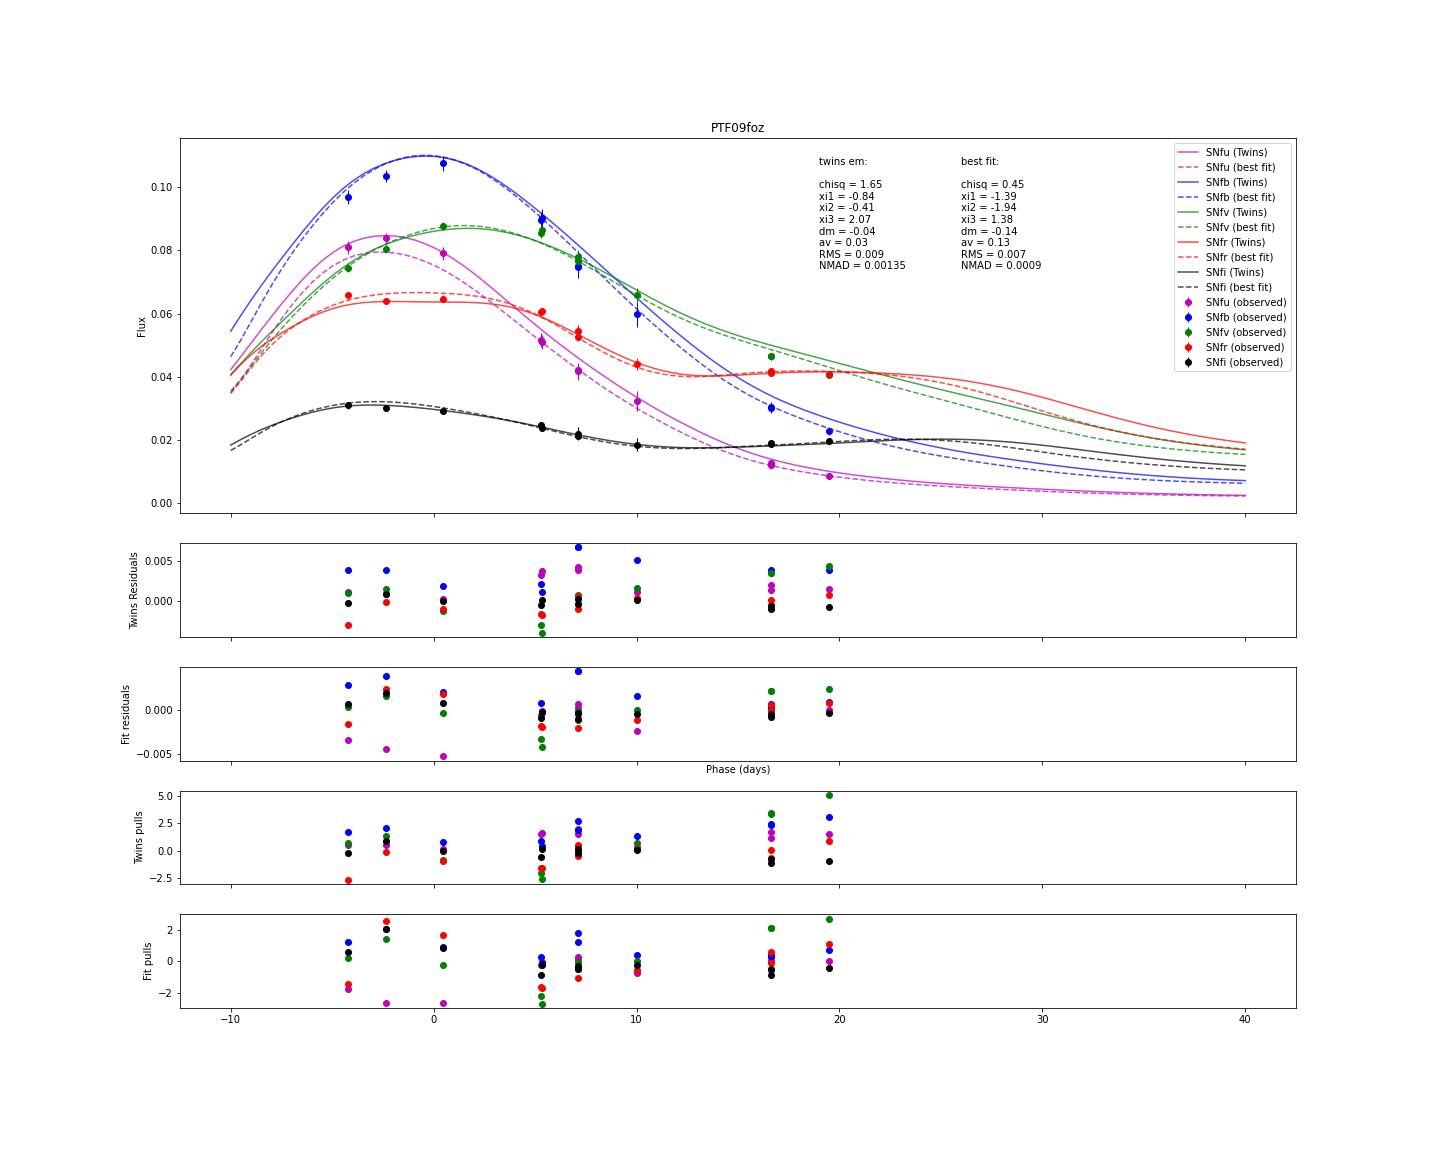 PTF09foz
twins em:
chisq = 1.65
xi1 = -0.84
xi2 = -0.41
xi3 = 2.07
dm = -0.04
av = 0.03
RMS = 0.009
NMAD = 0.00135
best fit:
chisq = 0.45
xi1 = -1.39
xi2 = -1.94
xi3 = 1.38
dm = -0.14
av = 0.13
RMS = 0.007
NMAD = 0.0009
SNfu (Twins)
SNfu (best fit)
SNfb (Twins)
SNfb (best fit)
SNfv (Twins)
SNfv (best fit)
SNfr (Twins)
SNfr (best fit)
SNfi (Twins)
SNfi (best fit)
SNfu (observed)
SNfb (observed)
SNfv (observed)
SNfr (observed)
SNfi (observed)
Flux
0.10
0.08
0.06
0.04
0.02
0.00
Twins Residuals
0.005
0.000
Fit residuals
0.000
−0.005
Phase (days)
Twins pulls
5.0
2.5
0.0
−2.5
Fit pulls
2
0
−2
−10
0
10
20
30
40